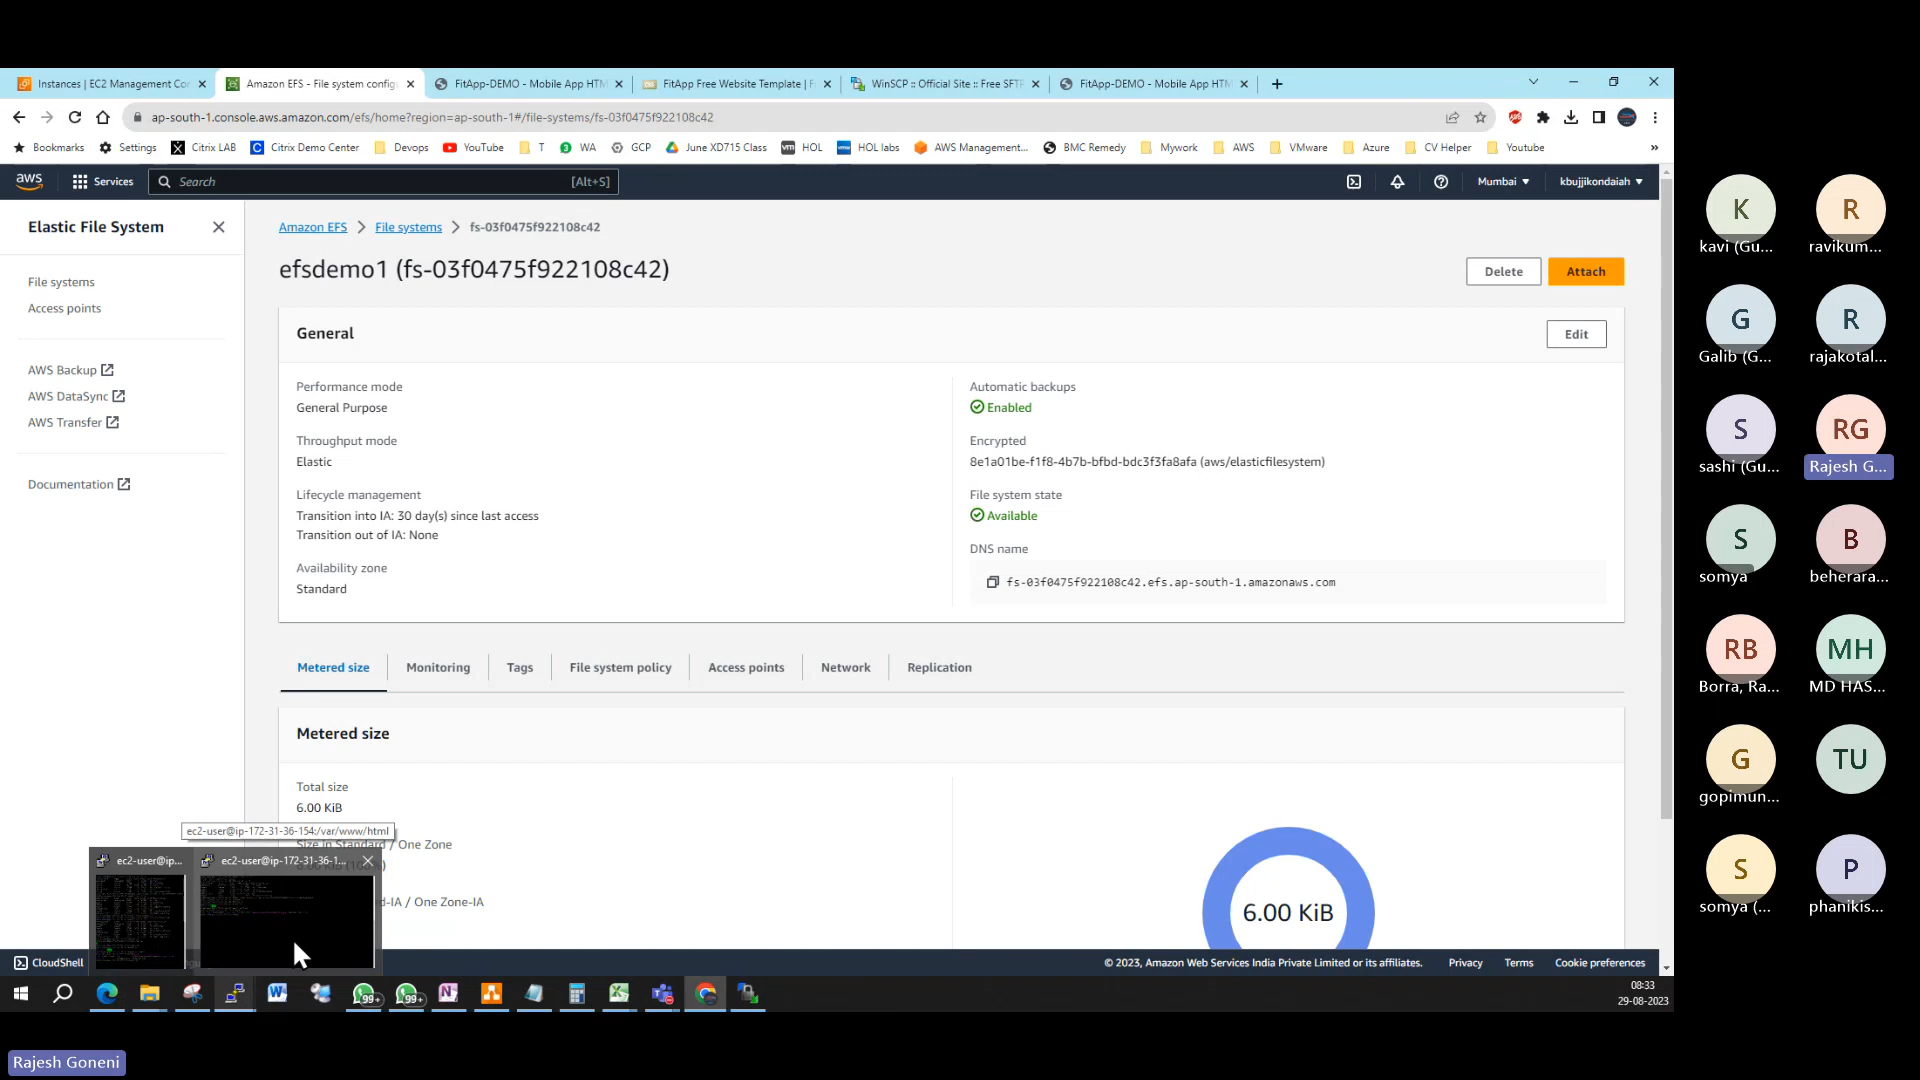 Instances | EC2 Management Co
Amazon EFS - File system config
FitApp-DEMO - Mobile App HTM
FitApp Free Website Template | F
WinSCP :: Official Site :: Free SFT
FitApp-DEMO - Mobile App HTM
ap-south-1.console.aws.amazon.com/efs/home?region=ap-south-1#/file-systems/fs-03f0475f922108c42
Bookmarks
Settings
Citrix LAB
Citrix Demo Center
Devops
YouTube
T
WA
GCP
June XD715 Class
HOL
HOL labs
AWS Management...
BMC Remedy
Mywork
AWS
VMware
Azure
CV Helper
Youtube
aws
Services
Search
[Alt+S]
Mumbai
kbujjikondaiah
Elastic File System
File systems
Access points
AWS Backup
AWS DataSync
AWS Transfer
Documentation
Amazon EFS
File systems
fs-03f0475f922108c42
efsdemo1 (fs-03f0475f922108c42)
Delete
Attach
General
Edit
Performance mode
General Purpose
Throughput mode
Elastic
Lifecycle management
Transition into IA: 30 day(s) since last access
Transition out of IA: None
Availability zone
Standard
Automatic backups
Enabled
Encrypted
8e1a01be-f1f8-4b7b-bfbd-bdc3f3fa8afa (aws/elasticfilesystem)
File system state
Available
DNS name
fs-03f0475f922108c42.efs.ap-south-1.amazonaws.com
Metered size
Monitoring
Tags
File system policy
Access points
Network
Replication
Metered size
Total size
6.00 KiB
ec2-user@ip-172-31-36-154:/var/www/html
Size in Standard / One Zone
ec2-user@ip...
ec2-user@ip-172-31-36-1...
d-IA / One Zone-IA
6.00 KiB
CloudShell
© 2023, Amazon Web Services India Private Limited or its affiliates.
Privacy
Terms
Cookie preferences
99+
99+
08:33
29-08-2023
K
kavi (Gu...
R
ravikum...
G
Galib (G...
R
rajakotal...
S
sashi (Gu...
RG
Rajesh G...
S
somya
B
beherara...
RB
Borra, Ra...
MH
MD HAS...
G
gopimun...
TU
S
somya (...
P
phanikis...
Rajesh Goneni